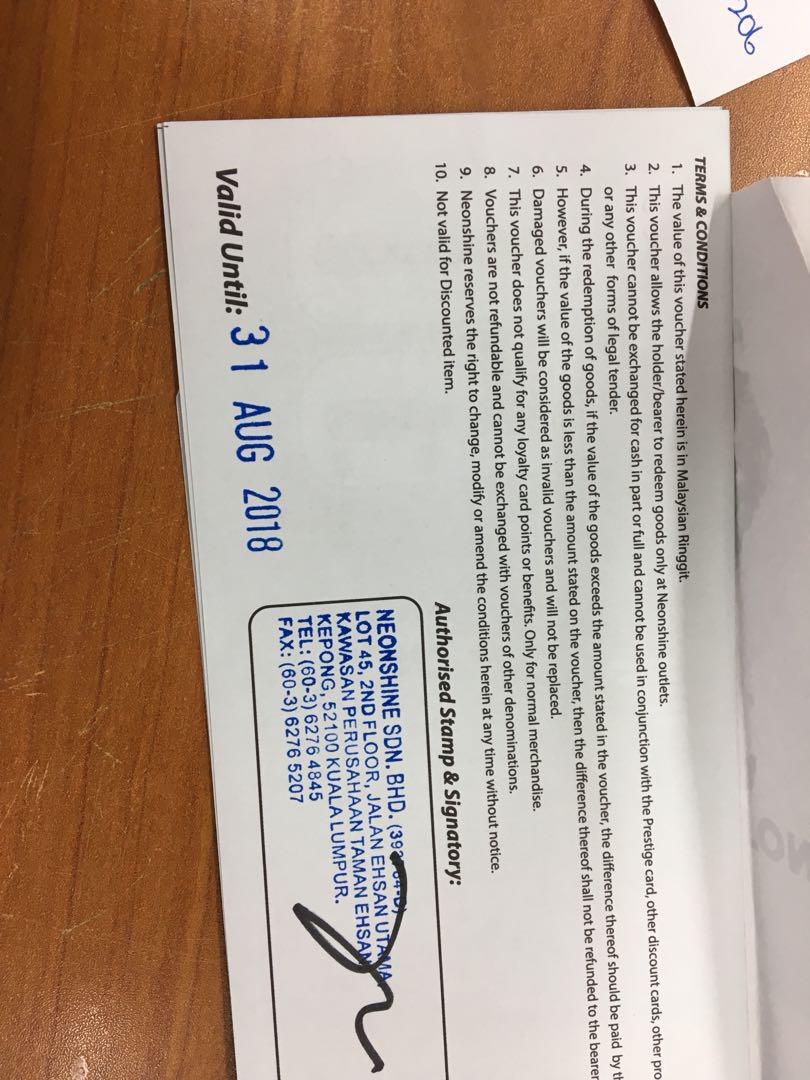 206
TERMS & CONDITIONS
1. The value of this voucher stated herein is in Malaysian Ringgit.
2. This voucher allows the holder/bearer to redeem goods only at Neonshine outlets.
3. This voucher cannot be exchanged for cash in part or full and cannot be used in conjunction with the Prestige card, other discount cards, other
or any other forms of legal tender.
4. During the redemption of goods, if the value of the goods exceeds the amount stated in the voucher, the difference thereof should be paid by
5. However, if the value of the goods is less than the amount stated on the voucher, then the difference thereof shall not be refunded to the bearer
6. Damaged vouchers will be considered as invalid vouchers and will not be replaced.
7. This voucher does not qualify for any loyalty card points or benefits. Only for normal merchandise.
8. Vouchers are not refundable and cannot be exchanged with vouchers of other denominations.
9. Neonshine reserves the right to change, modify or amend the conditions herein at any time without notice.
10. Not valid for Discounted item.
Authorised Stamp & Signatory:
NEONSHINE SDN. BHD.
LOT 45, 2ND FLOOR, JALAN EHSAN UTAMA
KAWASAN PERUSAHAAN TAMAN EHSAN
KEPONG, 52100 KUALA LUMPUR.
TEL: (60-3) 6276 4845
FAX: (60-3) 6276 5207
Valid Until: 31 AUG 2018